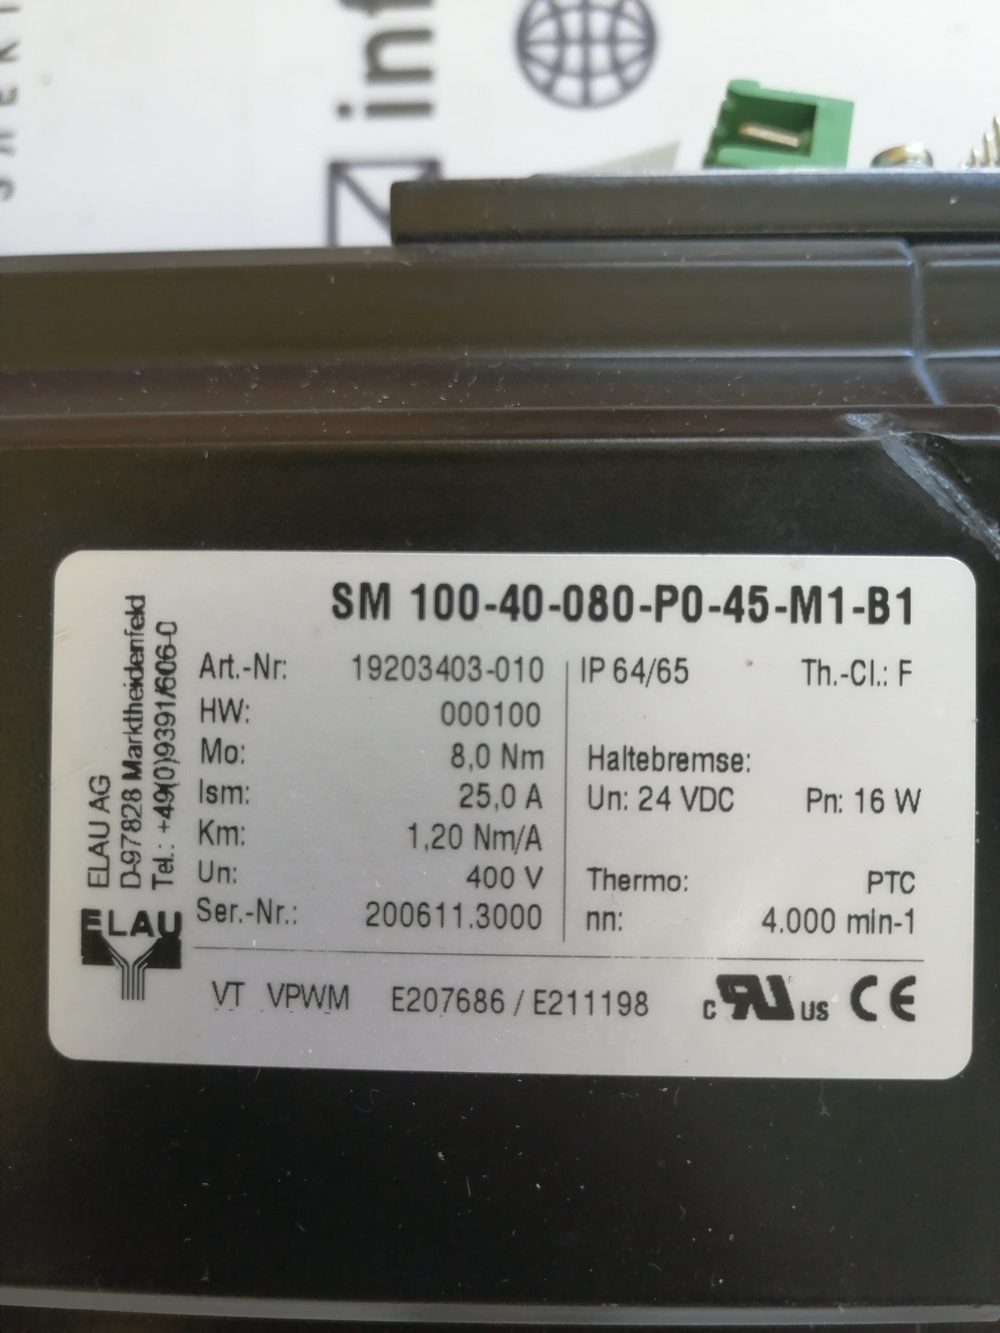 inf
SM 100-40-080-P0-45-M1-B1
Art.-Nr: 19203403-010
HW: 000100
Mo: 8,0 Nm
Ism: 25,0 A
Km: 1,20 Nm/A
Un: 400 V
Ser.-Nr.: 200611.3000
IP 64/65 Th.-Cl.: F
Haltebremse:
Un: 24 VDC Pn: 16 W
Thermo: PTC
nn: 4.000 min-1
VT VPWM E207686 / E211198 c RU US CE
ELAU AG
D-97828 Marktheidenfeld
Tel.: +49(0)9391/606-0
ELAU